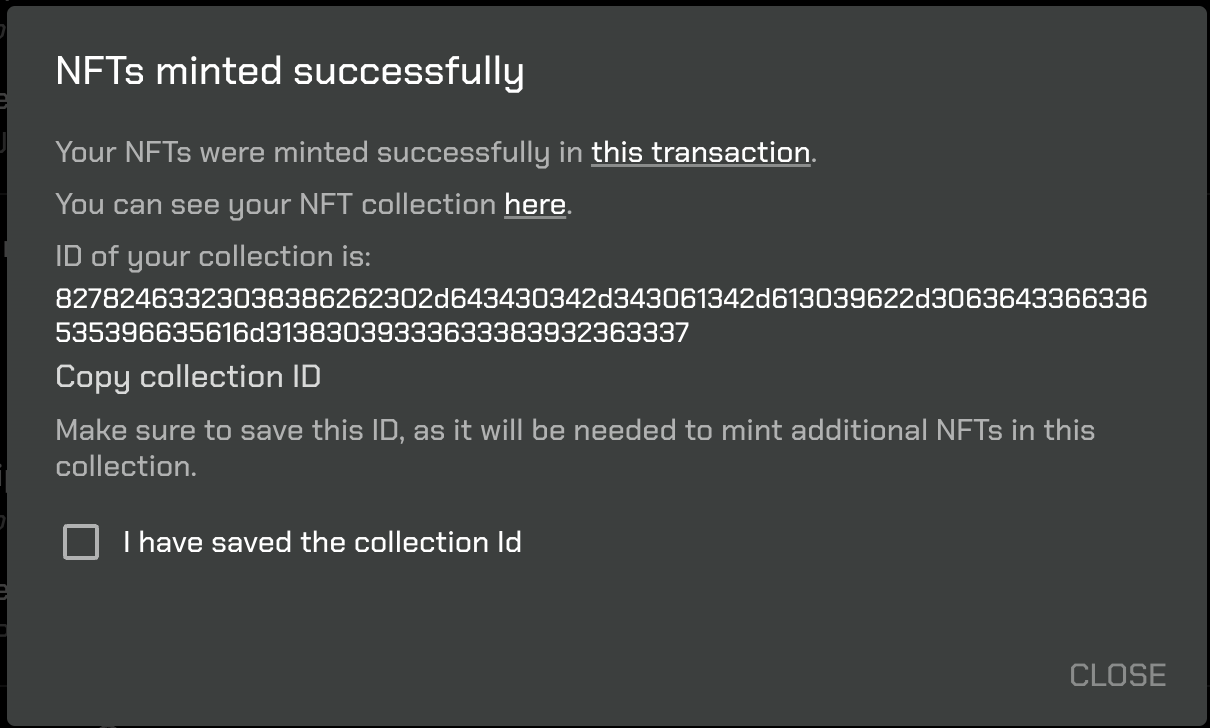 NFTs minted successfully
Your NFTs were minted successfully in this transaction.
You can see your NFT collection here.
ID of your collection is:
82782463323038386262302d643430342d343061342d613039622d3063643366336
535396635616d3138303933363383932363337
Copy collection ID
Make sure to save this ID, as it will be needed to mint additional NFTs in this
collection.
I have saved the collection Id
CLOSE